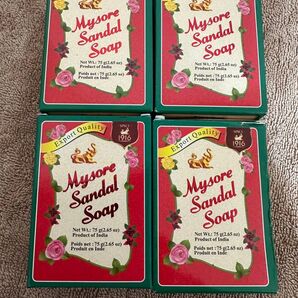 Mysore
Sandal
Soap
Net Wt.: 75 g (2.65 oz)
Product of India
Poids net : 75 g (2.65 oz)
Produit en Inde
Mysore
Sandal
Soap
Net Wt.: 75 g (2.65 oz)
Product of India
Poids net : 75 g (2.65 oz)
Produit en Inde
Export Quality
1916
Mysore
Sandal
Soap
Net Wt.: 75 g (2.65 oz)
Product of India
Poids net : 75 g (2.65 oz)
Produit en Inde
Export Quality
1916
Mysore
Sandal
Soap
Net Wt.: 75 g (2.65 oz)
Product of India
Poids net : 75 g (2.65 oz)
Produit en Inde